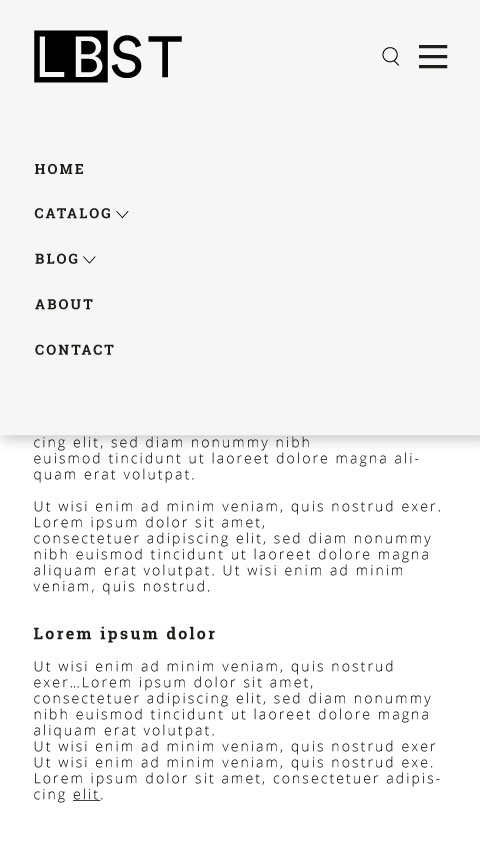 LBST
HOME
CATALOG
BLOG
ABOUT
CONTACT
cing elit, sed diam nonummy nibh
euismod tincidunt ut laoreet dolore magna ali-
quam erat volutpat.
Ut wisi enim ad minim veniam, quis nostrud exer.
Lorem ipsum dolor sit amet,
consectetuer adipiscing elit, sed diam nonummy
nibh euismod tincidunt ut laoreet dolore magna
aliquam erat volutpat. Ut wisi enim ad minim
veniam, quis nostrud.
Lorem ipsum dolor
Ut wisi enim ad minim veniam, quis nostrud
exer...Lorem ipsum dolor sit amet,
consectetuer adipiscing elit, sed diam nonummy
nibh euismod tincidunt ut laoreet dolore magna
aliquam erat volutpat.
Ut wisi enim ad minim veniam, quis nostrud exer
Ut wisi enim ad minim veniam, quis nostrud exe.
Lorem ipsum dolor sit amet, consectetuer adipis-
cing elit.